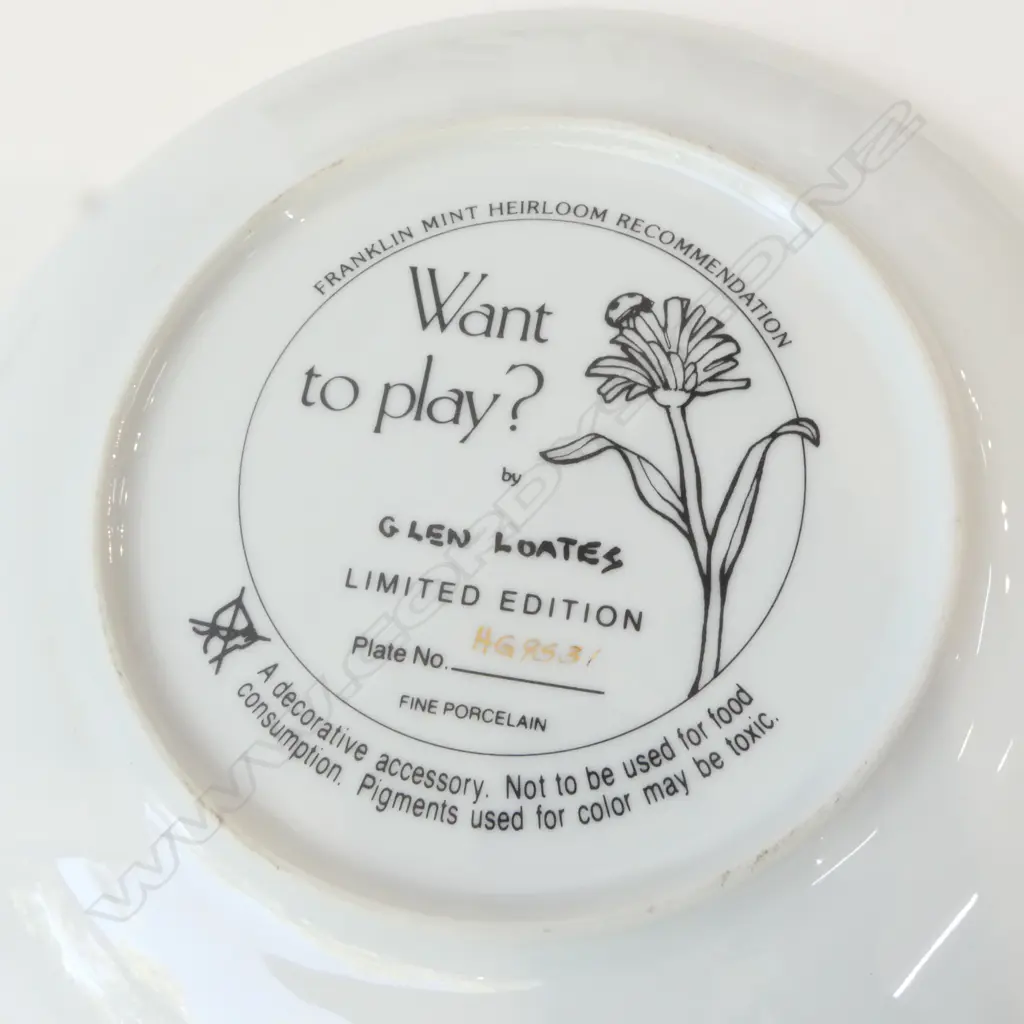 FRANKLIN MINT HEIRLOOM RECOMMENDATION
Want
to play?
by
GLEN LOATES
LIMITED EDITION
Plate No. HG9531
FINE PORCELAIN
A decorative accessory. Not to be used for food
consumption. Pigments used for color may be toxic.